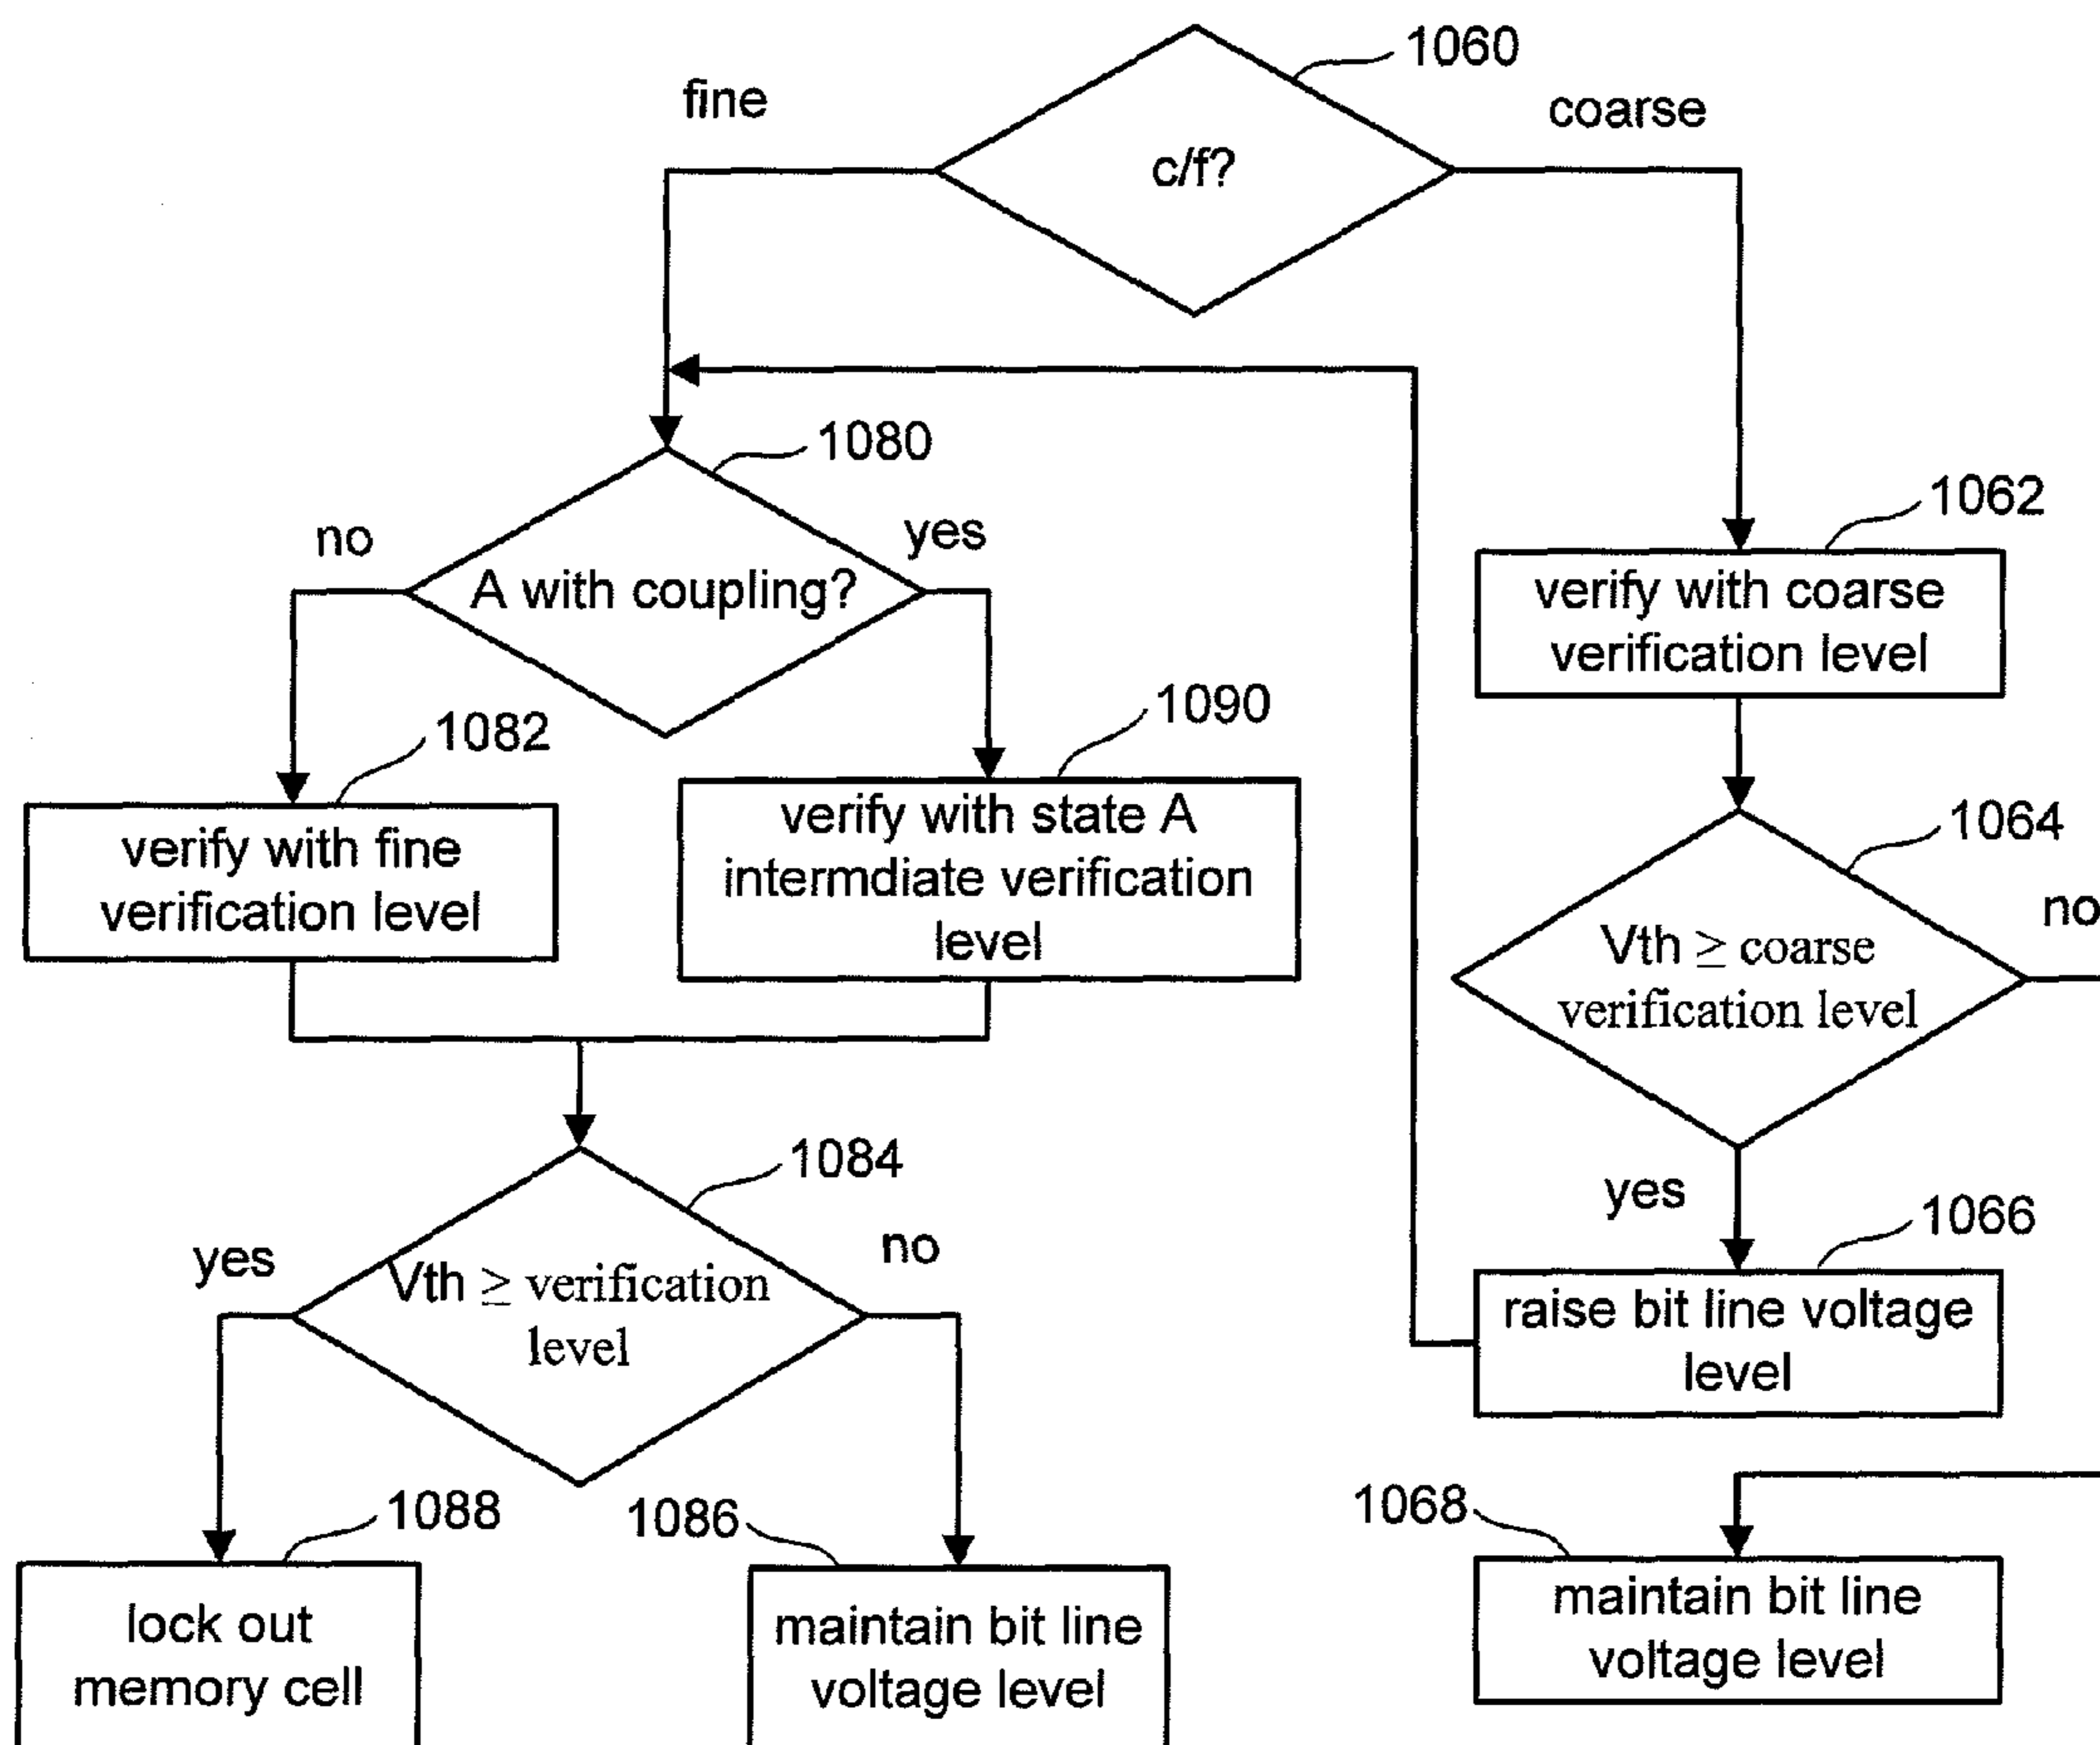 1060
fine
coarse
c/f?
1080
no
yes
A with coupling?
1062
verify with coarse
verification level
1082
verify with fine
verification level
1090
verify with state A
intermdiate verification
level
1064
no
Vth ≥ coarse
verification level
1084
yes
no
Vth ≥ verification
level
yes
1066
raise bit line voltage
level
1088
lock out
memory cell
1086
maintain bit line
voltage level
1068
maintain bit line
voltage level